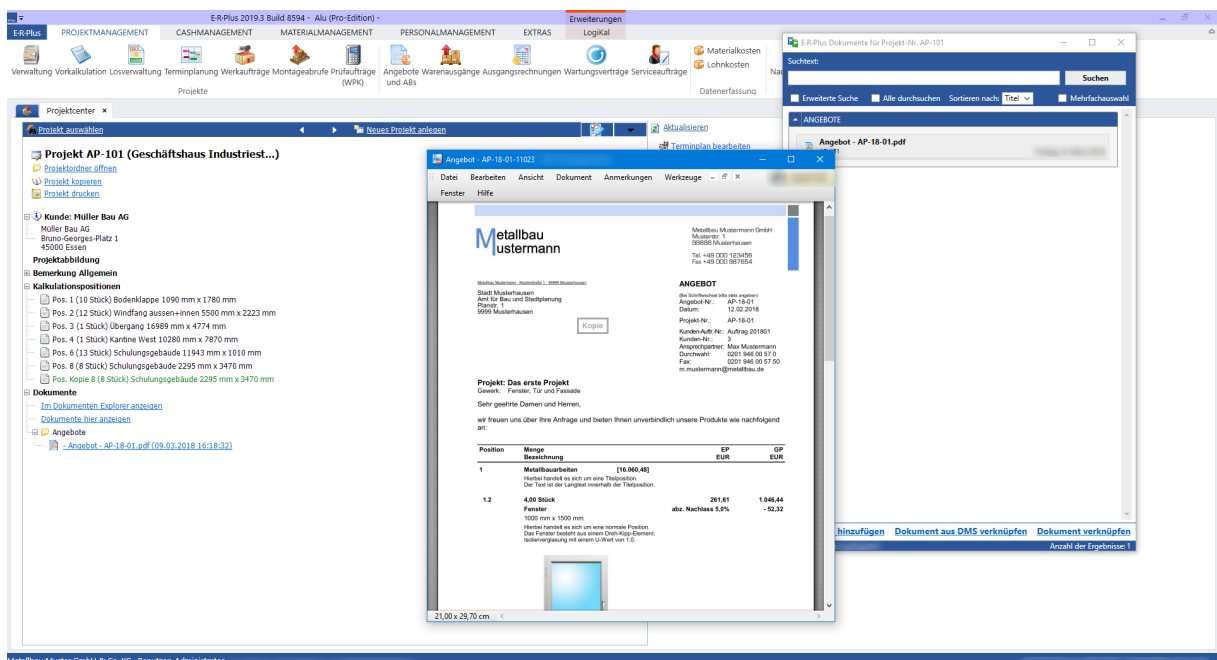 E-R-Plus 2019.3 Build 8594 - Alu (Pro-Edition) -
Erweiterungen
E-R-Plus PROJEKTMANAGEMENT CASHMANAGEMENT MATERIALMANAGEMENT PERSONALMANAGEMENT EXTRAS LogiKal
Verwaltung Vorkalkulation Losverwaltung Terminplanung Werkaufträge Montageabrufe Prüfaufträge (WPK) Angebote und ABs Warenausgänge Ausgangsrechnungen Wartungsverträge Serviceaufträge
Materialkosten
Lohnkosten
Projekte
Datenerfassung
Projektcenter ×
Projekt auswählen
Neues Projekt anlegen
Aktualisieren
Terminplan bearbeiten
Projekt AP-101 (Geschäftshaus Industriest...)
Projektordner öffnen
Projekt kopieren
Projekt drucken
Kunde: Müller Bau AG
Müller Bau AG
Bruno-Georges-Platz 1
45000 Essen
Projektabbildung
Bemerkung Allgemein
Kalkulationspositionen
Pos. 1 (10 Stück) Bodenklappe 1090 mm x 1780 mm
Pos. 2 (12 Stück) Windfang aussen+innen 5500 mm x 2223 mm
Pos. 3 (1 Stück) Übergang 16989 mm x 4774 mm
Pos. 4 (1 Stück) Kantine West 10280 mm x 7870 mm
Pos. 6 (13 Stück) Schulungsgebäude 11943 mm x 1010 mm
Pos. 8 (8 Stück) Schulungsgebäude 2295 mm x 3470 mm
Pos. Kopie 8 (8 Stück) Schulungsgebäude 2295 mm x 3470 mm
Dokumente
Im Dokumenten Explorer anzeigen
Dokumente hier anzeigen
Angebote
- Angebot - AP-18-01.pdf (09.03.2018 16:18:32)
Angebot - AP-18-01-11023
Datei Bearbeiten Ansicht Dokument Anmerkungen Werkzeuge
Fenster Hilfe
Metallbau
Mustermann
Metallbau Mustermann GmbH
Musterstr. 1
99888 Musterhausen
Tel. +49 000 123456
Fax +49 000 987654
Stadt Musterhausen
Amt für Bau und Stadtplanung
Planstr. 1
9999 Musterhausen
Kopie
ANGEBOT
(Bei Schriftwechsel bitte stets angeben)
Angebot-Nr.: AP-18-01
Datum: 12.02.2018
Projekt-Nr.: AP-18-01
Kunden-Auftr.-Nr.: Auftrag 201801
Kunden-Nr.: 3
Ansprechpartner: Max Mustermann
Durchwahl: 0201 946 00 57 0
Fax: 0201 946 00 57 50
m.mustermann@metallbau.de
Projekt: Das erste Projekt
Gewerk: Fenster, Tür und Fassade
Sehr geehrte Damen und Herren,
wir freuen uns über Ihre Anfrage und bieten Ihnen unverbindlich unsere Produkte wie nachfolgend
an:
Position Menge EP GP
Bezeichnung EUR EUR
1 Metallbauarbeiten [16.060,48]
Hierbei handelt es sich um eine Titelposition.
Der Text ist der Langtext innerhalb der Titelposition.
1.2 4,00 Stück 261,61 1.046,44
Fenster abz. Nachlass 5,0% - 52,32
1000 mm x 1500 mm
Hierbei handelt es sich um eine normale Position.
Das Fenster besteht aus einem Dreh-Kipp-Element.
Isolierverglasung mit einem U-Wert von 1,0.
21,00 x 29,70 cm
E-R-Plus Dokumente für Projekt-Nr. AP-101
Suchtext:
Suchen
Erweiterte Suche Alle durchsuchen Sortieren nach: Titel Mehrfachauswahl
ANGEBOTE
Angebot - AP-18-01.pdf
hinzufügen Dokument aus DMS verknüpfen Dokument verknüpfen
Anzahl der Ergebnisse: 1